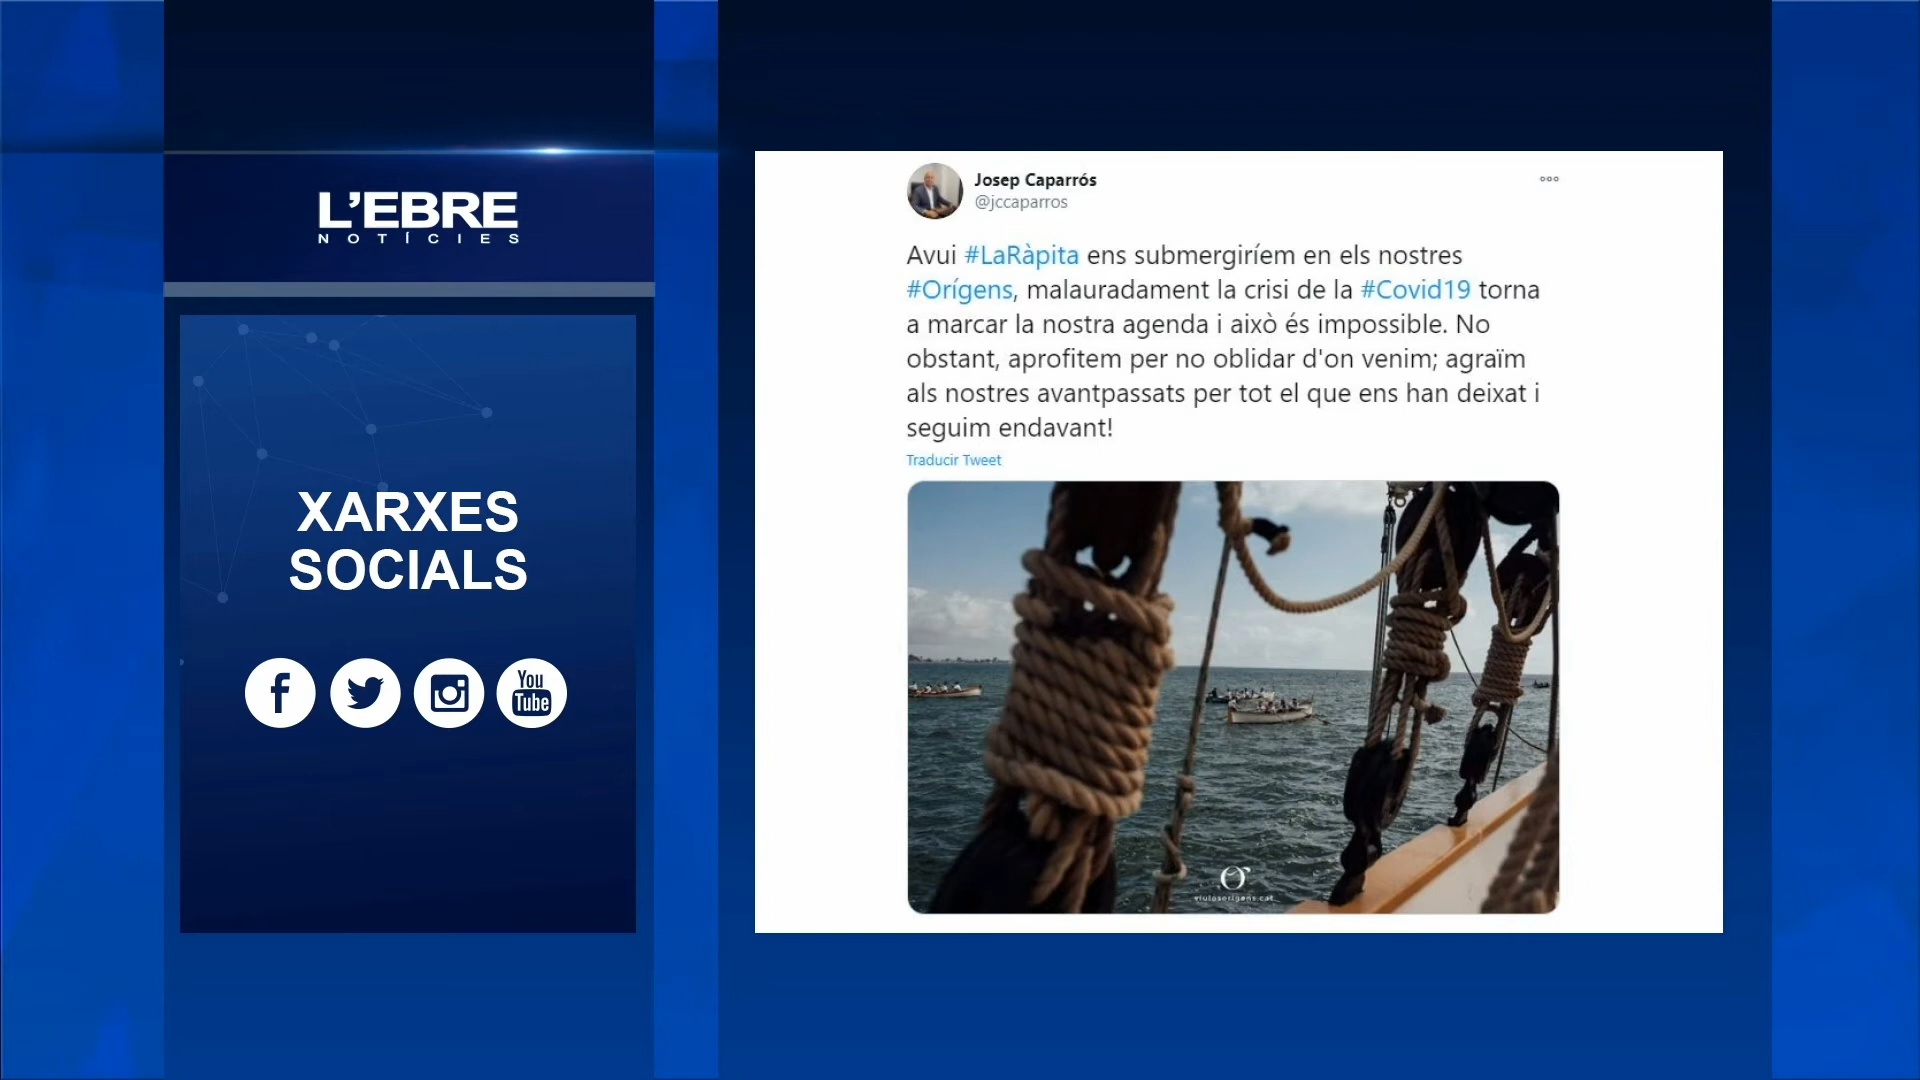 L'EBRE
NOTÍCIES
XARXES
SOCIALS
You
Tube
Josep Caparrós
@jccaparros
Avui #LaRàpita ens submergiríem en els nostres
#Orígens, malauradament la crisi de la #Covid19 torna
a marcar la nostra agenda i això és impossible. No
obstant, aprofitem per no oblidar d'on venim; agraïm
als nostres avantpassats per tot el que ens han deixat i
seguim endavant!
Traducir Tweet